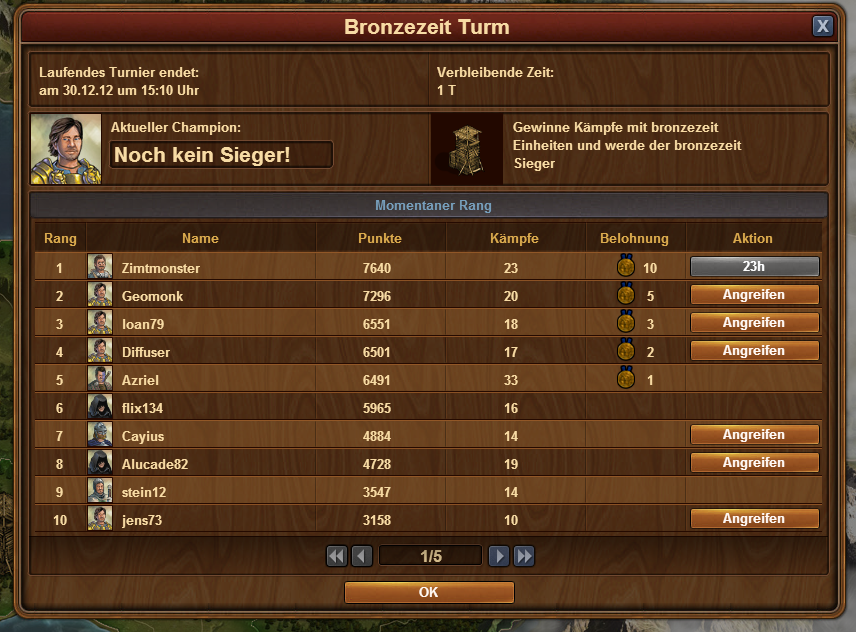 Bronzezeit Turm
X
Laufendes Turnier endet:
am 30.12.12 um 15:10 Uhr
Verbleibende Zeit:
1 T
Aktueller Champion:
Noch kein Sieger!
Gewinne Kämpfe mit bronzezeit
Einheiten und werde der bronzezeit
Sieger
Momentaner Rang
Rang Name Punkte Kämpfe Belohnung Aktion
1 Zimtmonster 7640 23 10 23h
2 Geomonk 7296 20 5 Angreifen
3 loan79 6551 18 3 Angreifen
4 Diffuser 6501 17 2 Angreifen
5 Azriel 6491 33 1
6 flix134 5965 16
7 Cayius 4884 14 Angreifen
8 Alucade82 4728 19 Angreifen
9 stein12 3547 14
10 jens73 3158 10 Angreifen
1/5
OK